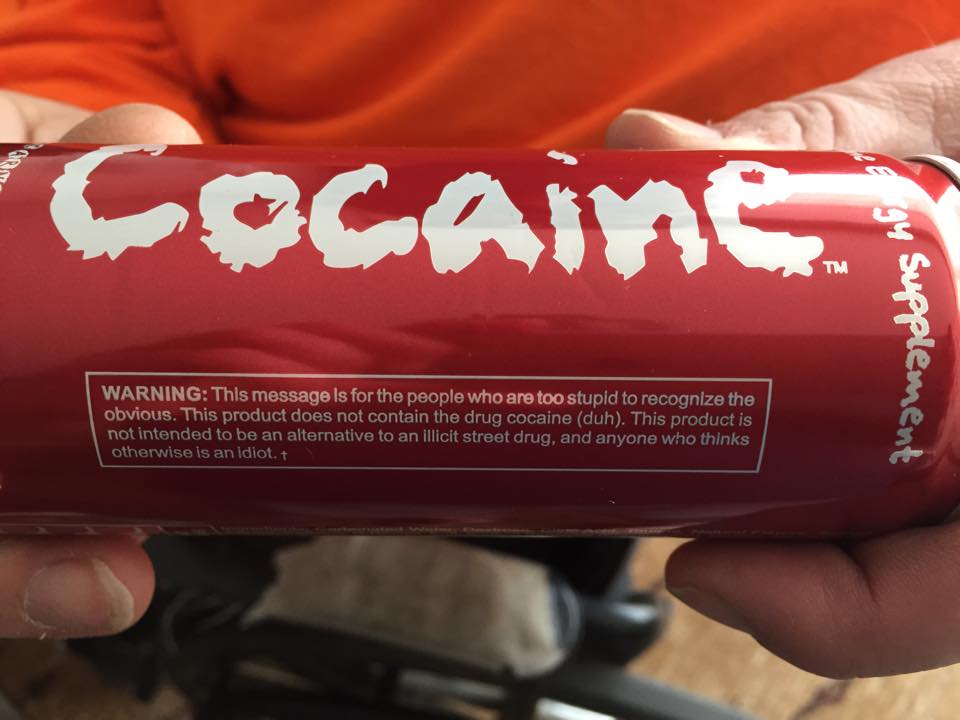 Cocaine™
WARNING: This message is for the people who are too stupid to recognize the
obvious. This product does not contain the drug cocaine (duh). This product is
not intended to be an alternative to an illicit street drug, and anyone who thinks
otherwise is an idiot. †
Supplement